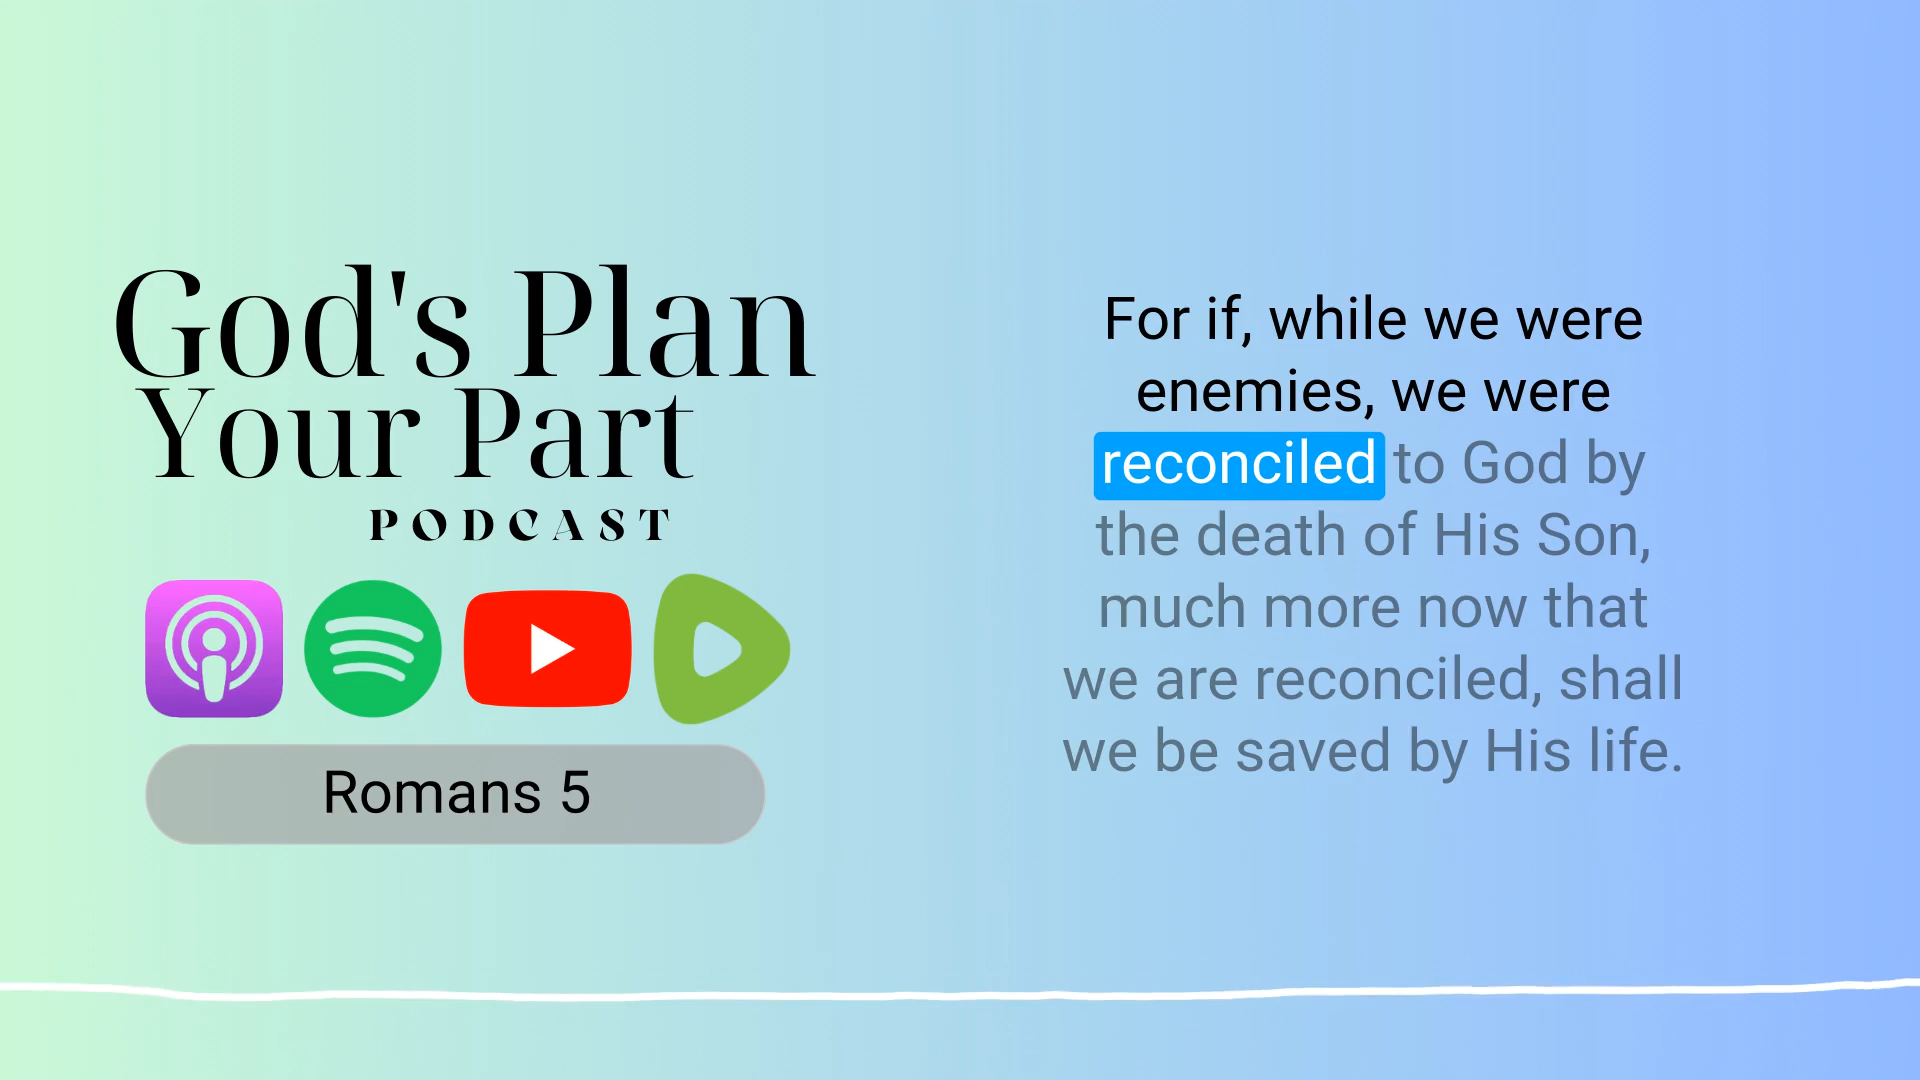 God's Plan
Your Part
PODCAST
Romans 5
For if, while we were
enemies, we were
reconciled to God by
the death of His Son,
much more now that
we are reconciled, shall
we be saved by His life.